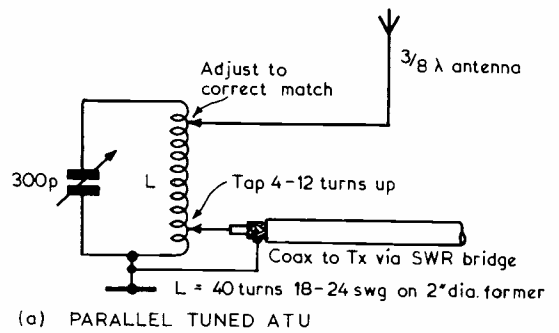 Adjust to
correct match
3/8 λ antenna
300p
L
Tap 4-12 turns up
Coax to Tx via SWR bridge
L = 40 turns 18-24 swg on 2" dia. former
(a) PARALLEL TUNED ATU